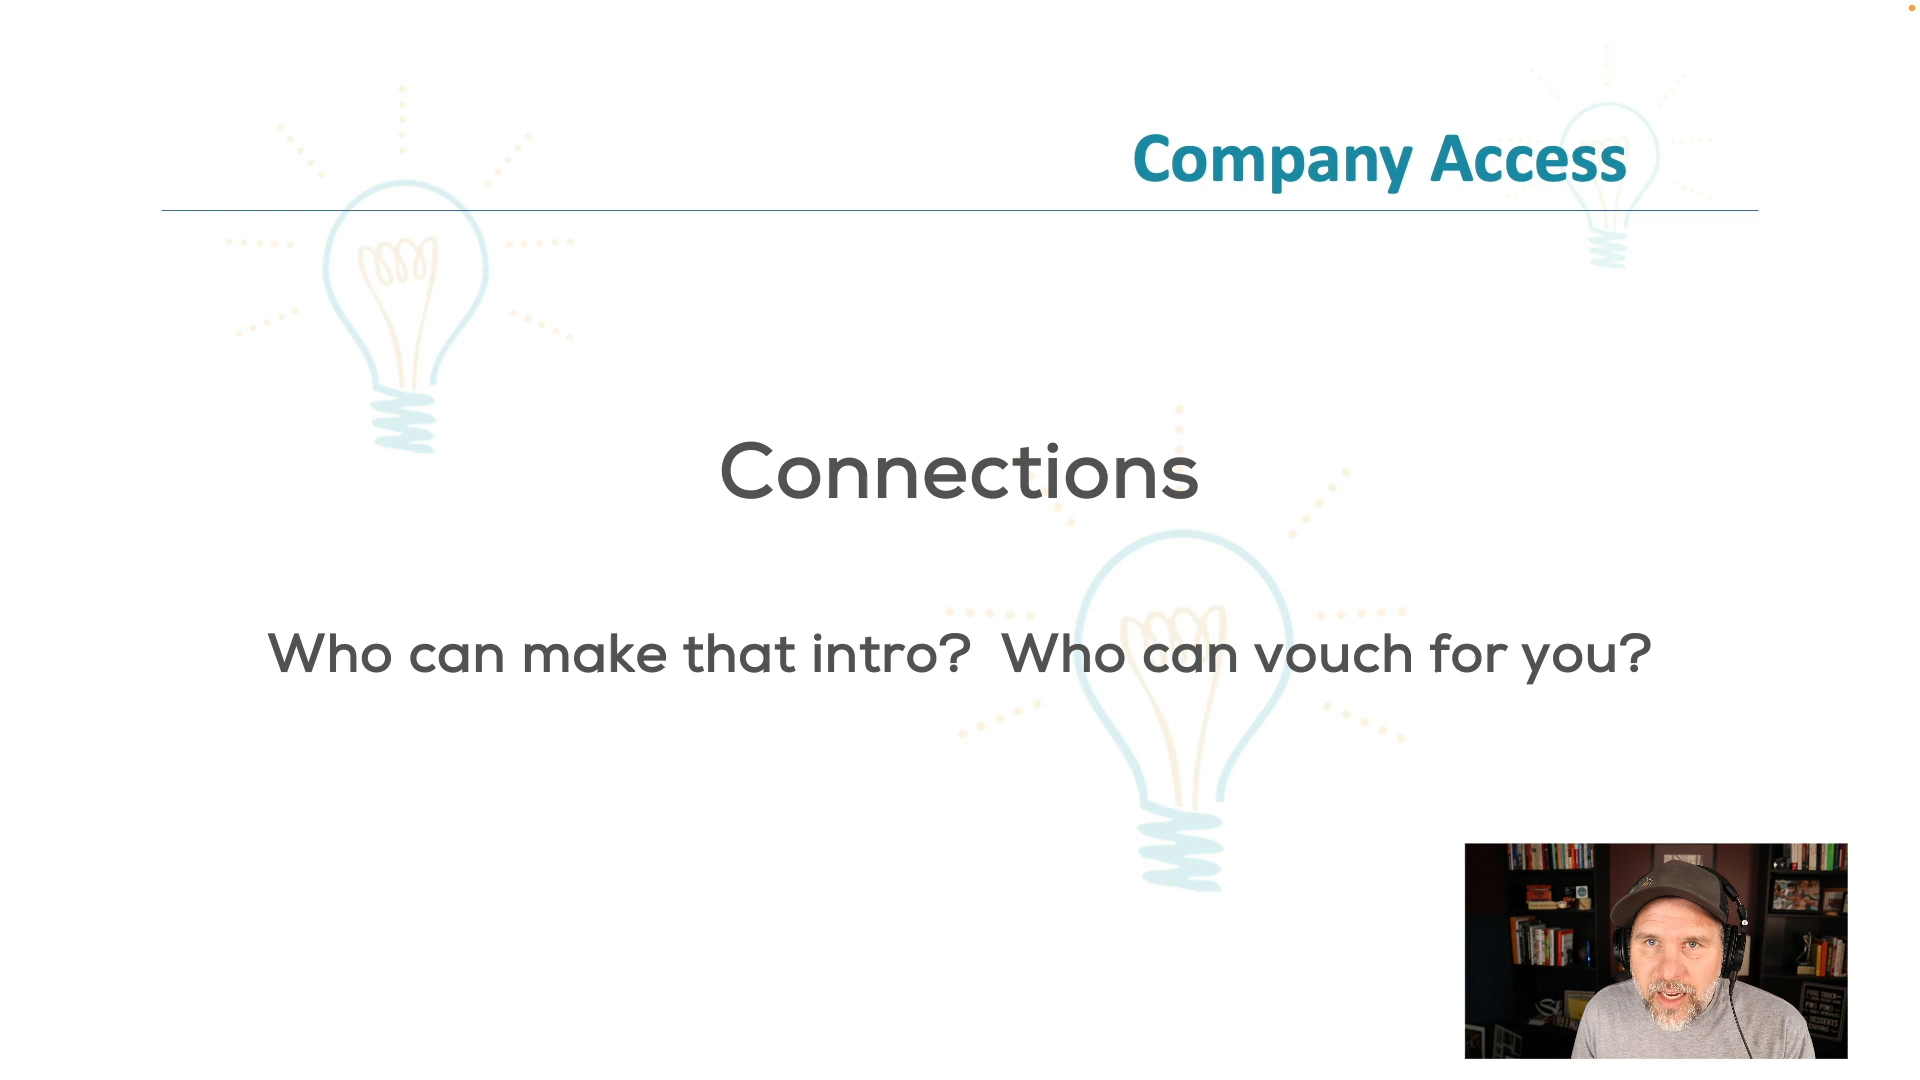 Company Access
Connections
Who can make that intro?  Who can vouch for you?